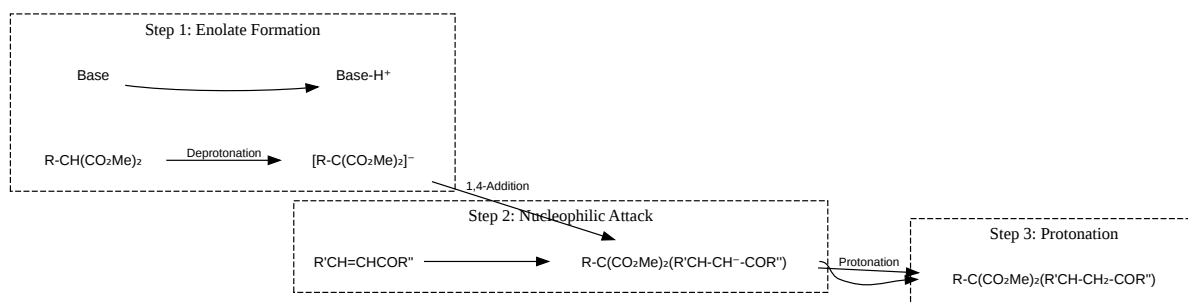 Step 1: Enolate Formation
Base
Base-H⁺
R-CH(CO₂Me)₂
Deprotonation
[R-C(CO₂Me)₂]⁻
1,4-Addition
Step 2: Nucleophilic Attack
R'CH=CHCOR"
R-C(CO₂Me)₂(R'CH-CH⁻-COR")
Protonation
Step 3: Protonation
R-C(CO₂Me)₂(R'CH-CH₂-COR")